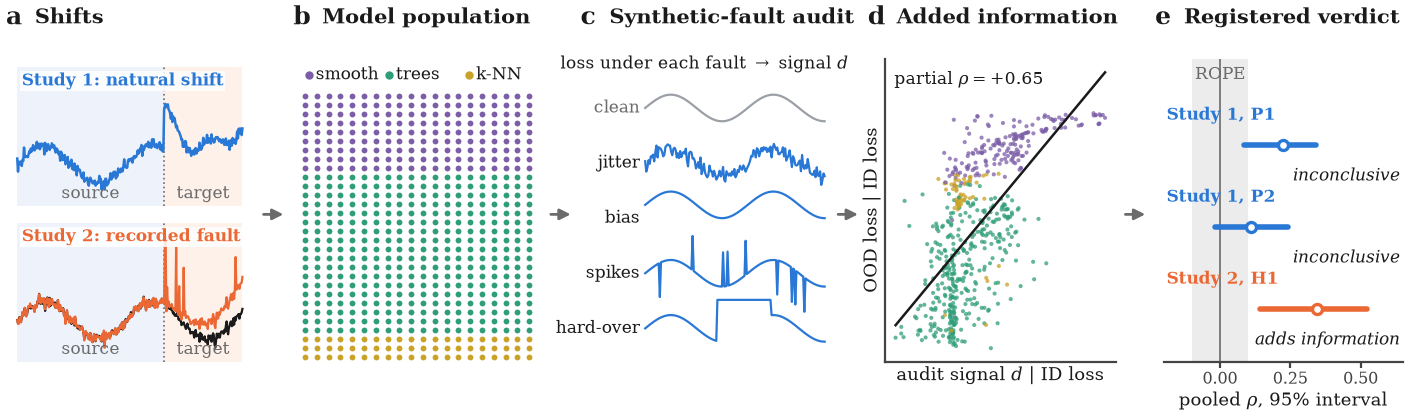 a Shifts
Study 1: natural shift
source target
Study 2: recorded fault
source target
b Model population
smooth trees k-NN
c Synthetic-fault audit
loss under each fault → signal d
clean
jitter
bias
spikes
hard-over
d Added information
partial ρ = +0.65
OOD loss | ID loss
audit signal d | ID loss
e Registered verdict
ROPE
Study 1, P1
inconclusive
Study 1, P2
inconclusive
Study 2, H1
adds information
0.00 0.25 0.50
pooled ρ, 95% interval